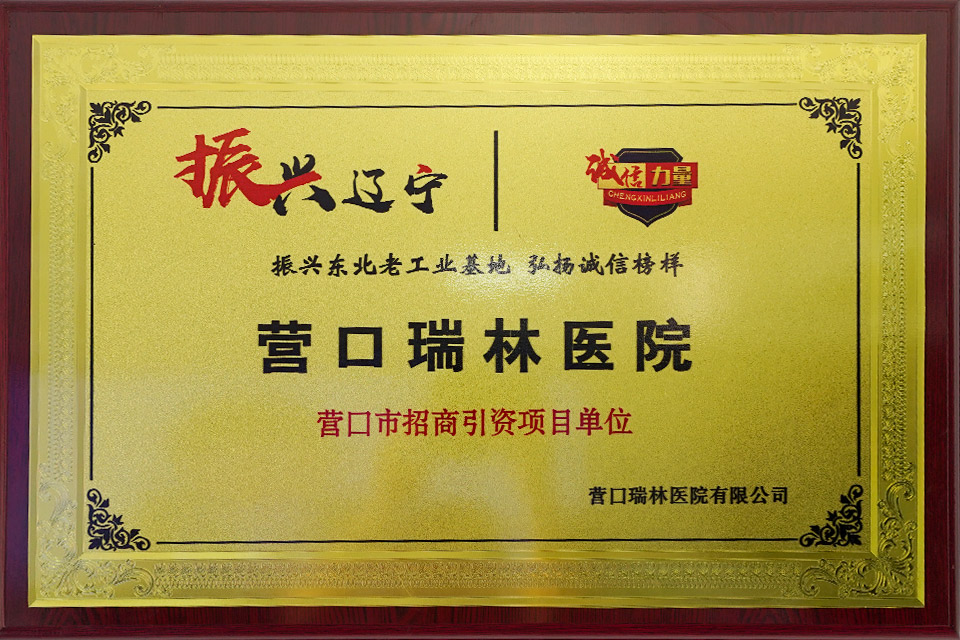 振兴辽宁
诚信力量
CHENGXINLILIANG
振兴东北老工业基地 弘扬诚信榜样
营口瑞林医院
营口市招商引资项目单位
营口瑞林医院有限公司